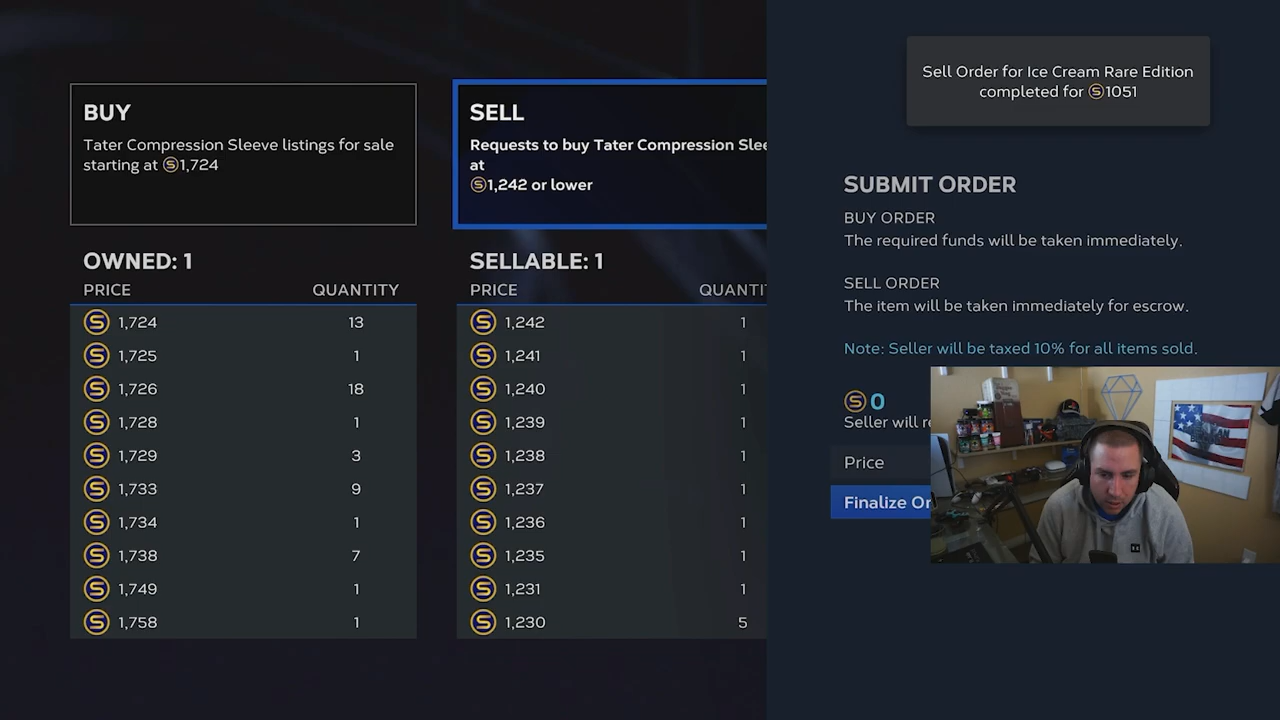 BUY
Tater Compression Sleeve listings for sale
starting at 1,724
SELL
Requests to buy Tater Compression Slee
at
1,242 or lower
OWNED: 1
PRICE QUANTITY
1,724 13
1,725 1
1,726 18
1,728 1
1,729 3
1,733 9
1,734 1
1,738 7
1,749 1
1,758 1
SELLABLE: 1
PRICE QUANTIT
1,242 1
1,241 1
1,240 1
1,239 1
1,238 1
1,237 1
1,236 1
1,235 1
1,231 1
1,230 5
Sell Order for Ice Cream Rare Edition
completed for 1051
SUBMIT ORDER
BUY ORDER
The required funds will be taken immediately.
SELL ORDER
The item will be taken immediately for escrow.
Note: Seller will be taxed 10% for all items sold.
0
Seller will re
Price
Finalize Or